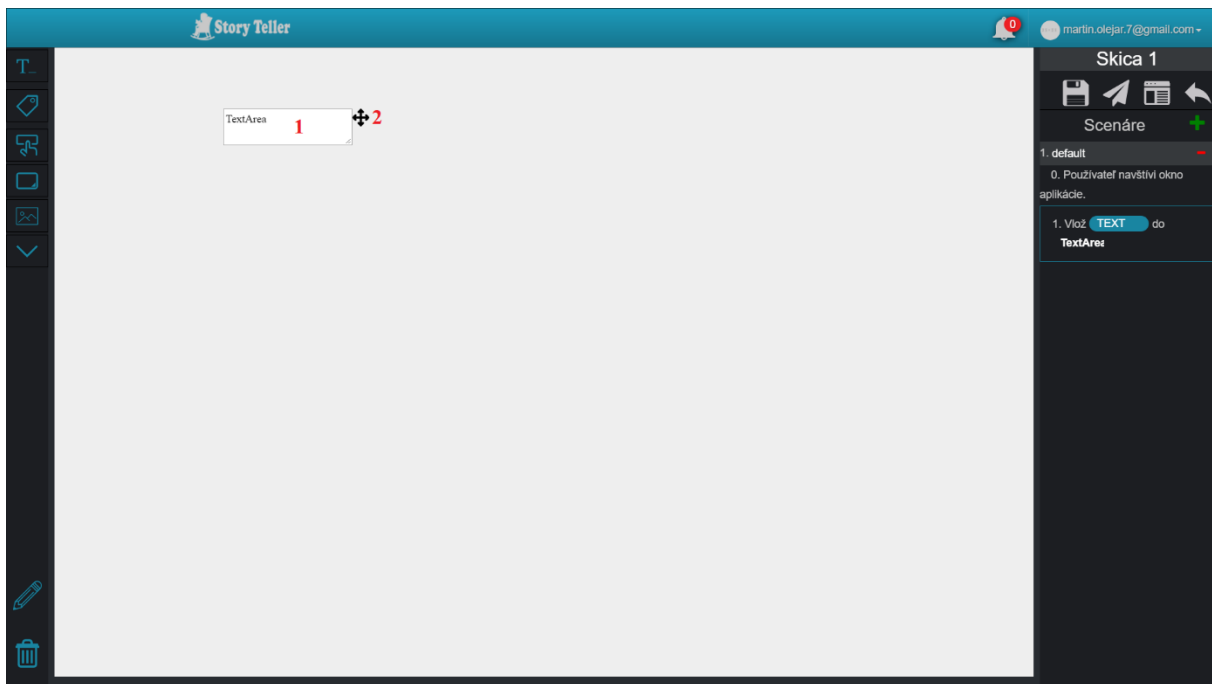 Story Teller
0
martin.olejar.7@gmail.com
T
Skica 1
Scenáre
1. default
0. Používateľ navštívi okno
aplikácie.
1. Vlož TEXT do
TextArea
TextArea
1
2